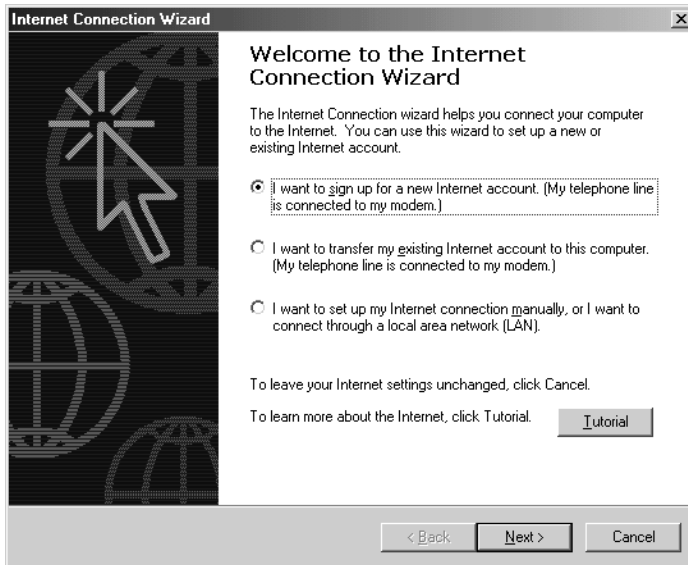 Internet Connection Wizard
Welcome to the Internet
Connection Wizard
The Internet Connection wizard helps you connect your computer
to the Internet. You can use this wizard to set up a new or
existing Internet account.
I want to sign up for a new Internet account. (My telephone line
is connected to my modem.)
I want to transfer my existing Internet account to this computer.
(My telephone line is connected to my modem.)
I want to set up my Internet connection manually, or I want to
connect through a local area network (LAN).
To leave your Internet settings unchanged, click Cancel.
To learn more about the Internet, click Tutorial.
Tutorial
< Back
Next >
Cancel